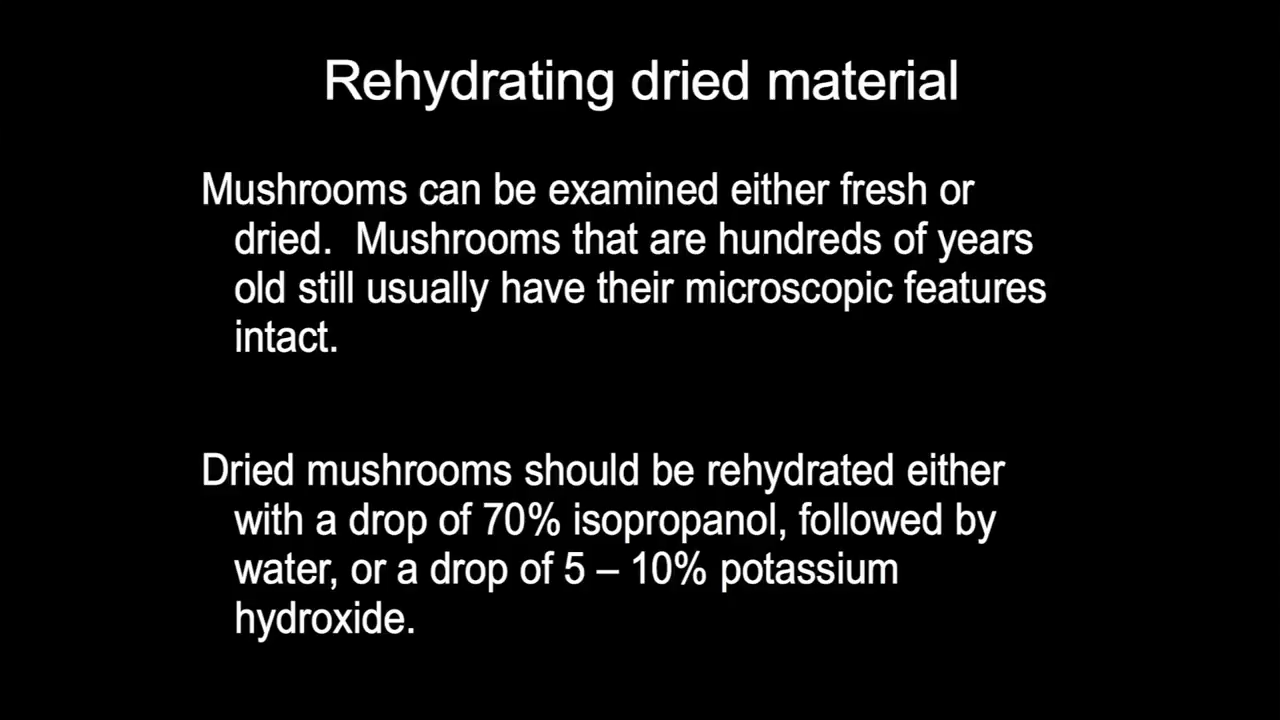 Rehydrating dried material
Mushrooms can be examined either fresh or
dried.  Mushrooms that are hundreds of years
old still usually have their microscopic features
intact.
Dried mushrooms should be rehydrated either
with a drop of 70% isopropanol, followed by
water, or a drop of 5 – 10% potassium
hydroxide.